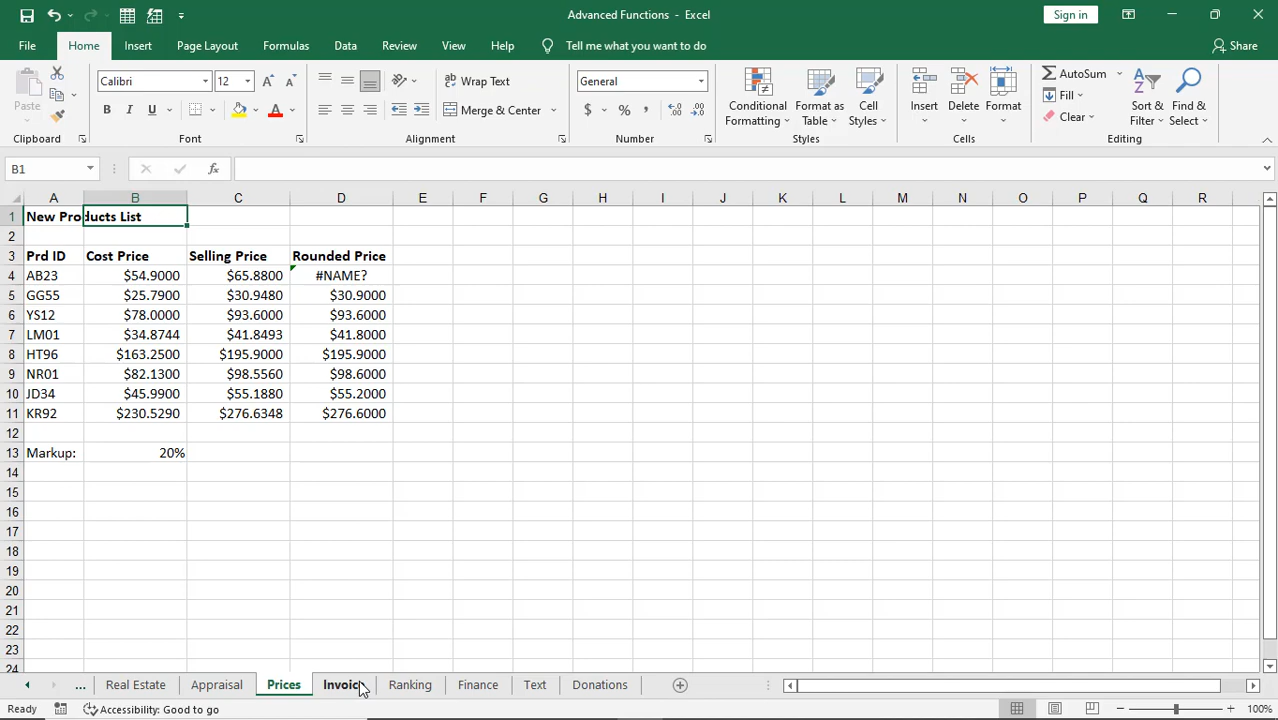 Advanced Functions - Excel
Sign in
File Home Insert Page Layout Formulas Data Review View Help Tell me what you want to do Share
Paste
Calibri 12
B I U A
Wrap Text
Merge & Center
General
$ % ,
Conditional Formatting
Format as Table
Cell Styles
Insert
Delete
Format
AutoSum
Fill
Clear
Sort & Filter
Find & Select
Clipboard Font Alignment Number Styles Cells Editing
B1 fx
A B C D E F G H I J K L M N O P Q R
1 New Products List
2
3 Prd ID Cost Price Selling Price Rounded Price
4 AB23 $54.9000 $65.8800 #NAME?
5 GG55 $25.7900 $30.9480 $30.9000
6 YS12 $78.0000 $93.6000 $93.6000
7 LM01 $34.8744 $41.8493 $41.8000
8 HT96 $163.2500 $195.9000 $195.9000
9 NR01 $82.1300 $98.5560 $98.6000
10 JD34 $45.9900 $55.1880 $55.2000
11 KR92 $230.5290 $276.6348 $276.6000
12
13 Markup: 20%
14
15
16
17
18
19
20
21
22
23
24
... Real Estate Appraisal Prices Invoice Ranking Finance Text Donations
Ready Accessibility: Good to go 100%